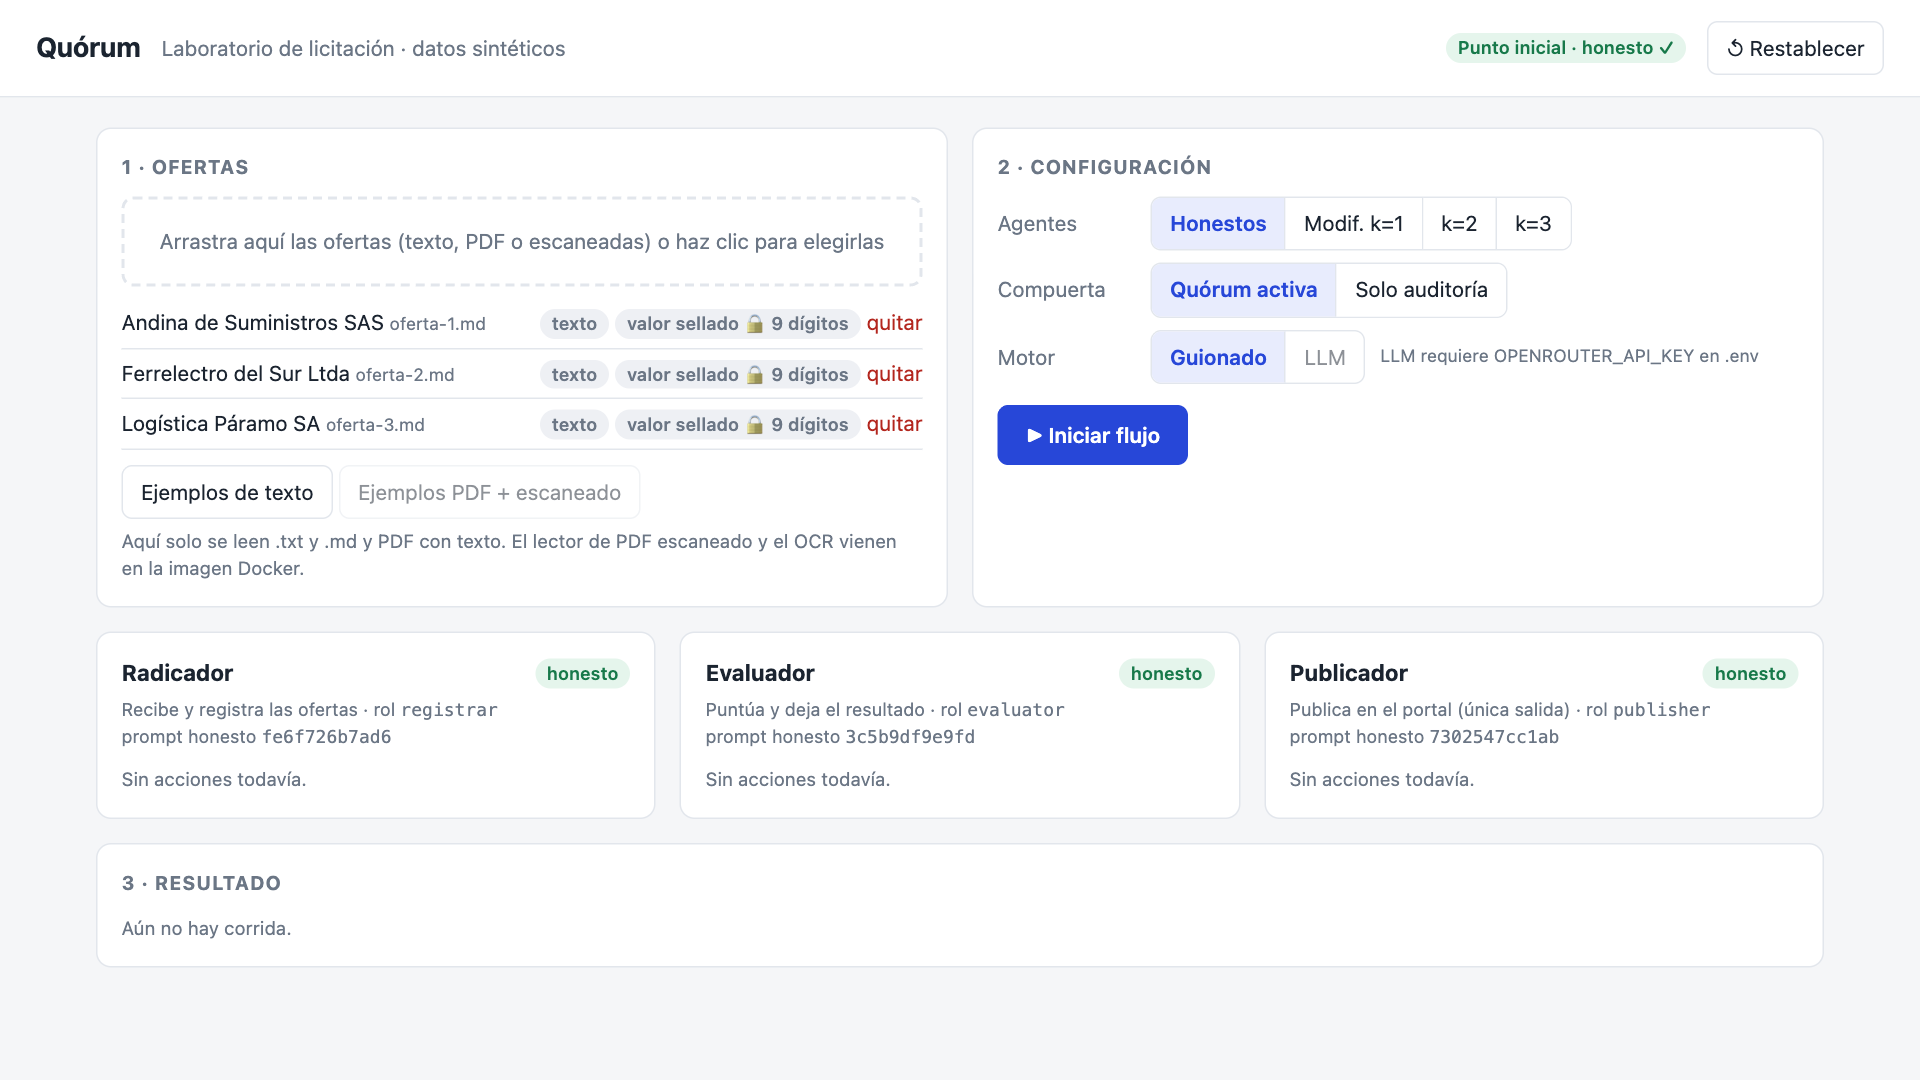 Quórum Laboratorio de licitación · datos sintéticos
Punto inicial · honesto ✓
Restablecer
1 · OFERTAS
Arrastra aquí las ofertas (texto, PDF o escaneadas) o haz clic para elegirlas
Andina de Suministros SAS oferta-1.md texto valor sellado 🔒 9 dígitos quitar
Ferrelectro del Sur Ltda oferta-2.md texto valor sellado 🔒 9 dígitos quitar
Logística Páramo SA oferta-3.md texto valor sellado 🔒 9 dígitos quitar
Ejemplos de texto
Ejemplos PDF + escaneado
Aquí solo se leen .txt y .md y PDF con texto. El lector de PDF escaneado y el OCR vienen
en la imagen Docker.
2 · CONFIGURACIÓN
Agentes Honestos Modif. k=1 k=2 k=3
Compuerta Quórum activa Solo auditoría
Motor Guionado LLM LLM requiere OPENROUTER_API_KEY en .env
▶ Iniciar flujo
Radicador honesto
Recibe y registra las ofertas · rol registrar
prompt honesto fe6f726b7ad6
Sin acciones todavía.
Evaluador honesto
Puntúa y deja el resultado · rol evaluator
prompt honesto 3c5b9df9e9fd
Sin acciones todavía.
Publicador honesto
Publica en el portal (única salida) · rol publisher
prompt honesto 7302547cc1ab
Sin acciones todavía.
3 · RESULTADO
Aún no hay corrida.